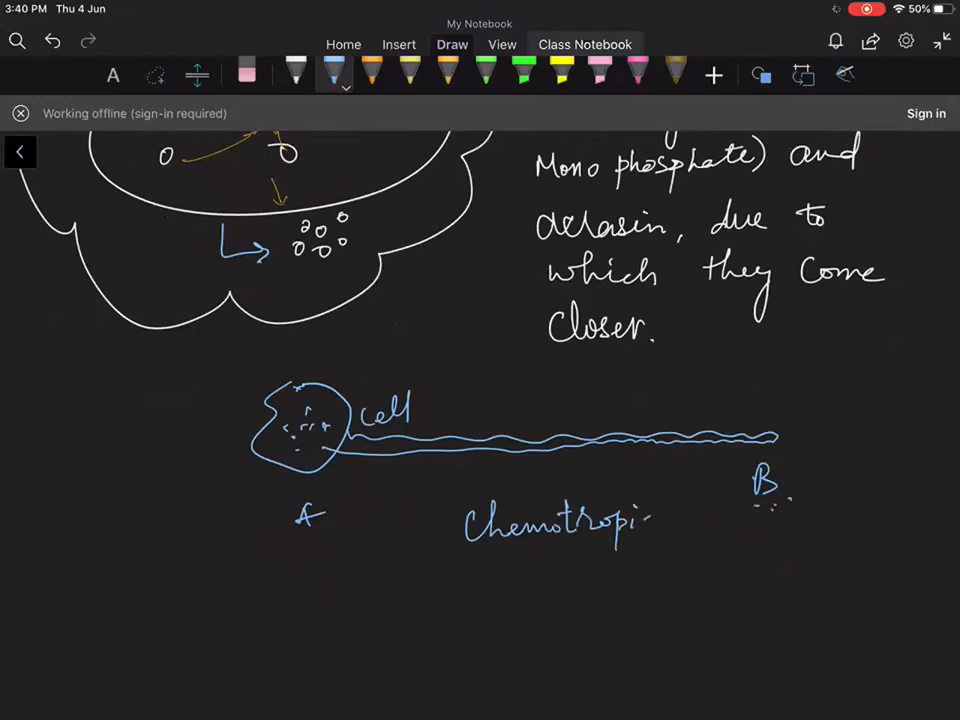 3:40 PM Thu 4 Jun
50%
My Notebook
Home Insert Draw View Class Notebook
A
Working offline (sign-in required)
Sign in
Mono phosphate) and
acrasin, due to
which they come
closer.
cell
B
A
Chemotropi